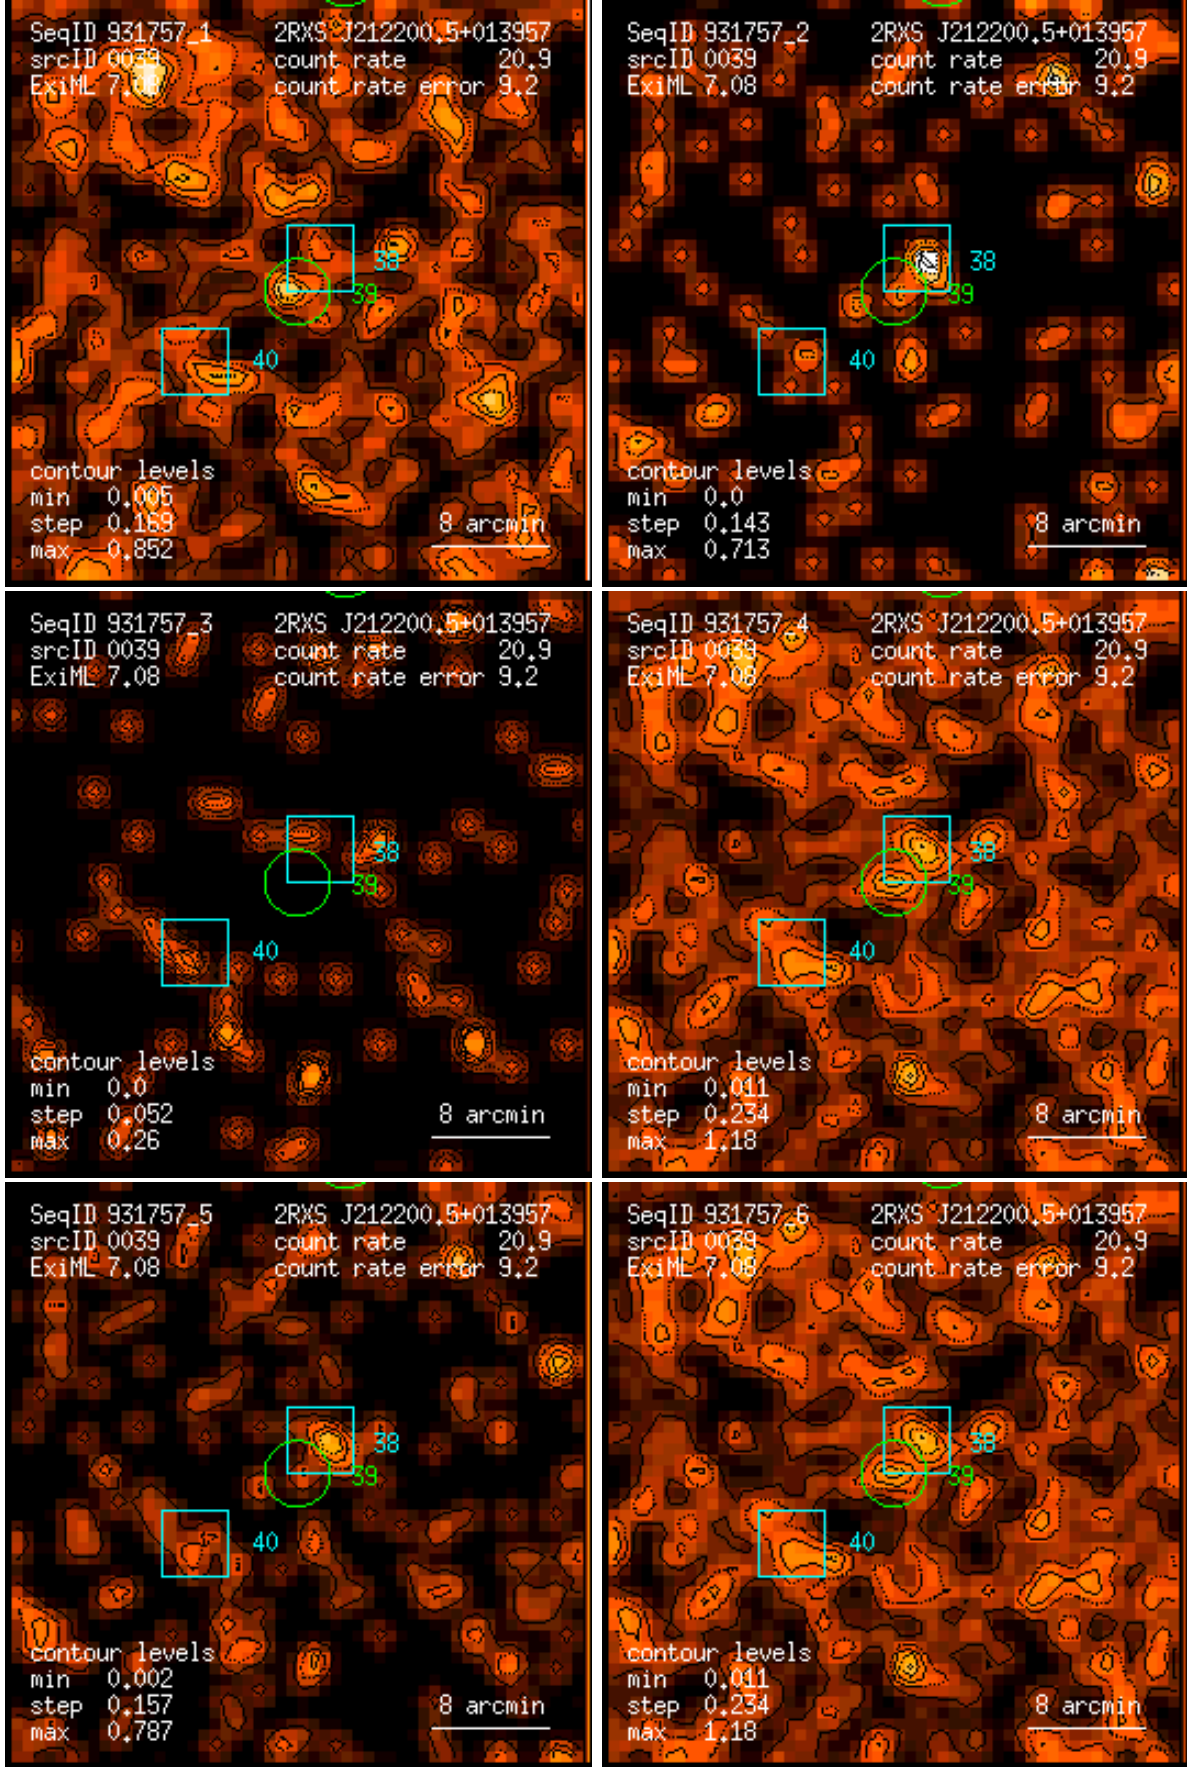 SeqID 931757_1 2RXS J212200.5+013957
srcID 0039 count rate 20.9
ExiML 7.08 count rate error 9.2
38
39
40
contour levels
min 0.005
step 0.169
max 0.852
8 arcmin
SeqID 931757_2 2RXS J212200.5+013957
srcID 0039 count rate 20.9
ExiML 7.08 count rate error 9.2
38
39
40
contour levels
min 0.0
step 0.143
max 0.713
8 arcmin
SeqID 931757_3 2RXS J212200.5+013957
srcID 0039 count rate 20.9
ExiML 7.08 count rate error 9.2
38
39
40
contour levels
min 0.0
step 0.052
max 0.26
8 arcmin
SeqID 931757_4 2RXS J212200.5+013957
srcID 0039 count rate 20.9
ExiML 7.08 count rate error 9.2
38
39
40
contour levels
min 0.011
step 0.234
max 1.18
8 arcmin
SeqID 931757_5 2RXS J212200.5+013957
srcID 0039 count rate 20.9
ExiML 7.08 count rate error 9.2
38
39
40
contour levels
min 0.002
step 0.157
max 0.787
8 arcmin
SeqID 931757_6 2RXS J212200.5+013957
srcID 0039 count rate 20.9
ExiML 7.08 count rate error 9.2
38
39
40
contour levels
min 0.011
step 0.234
max 1.18
8 arcmin